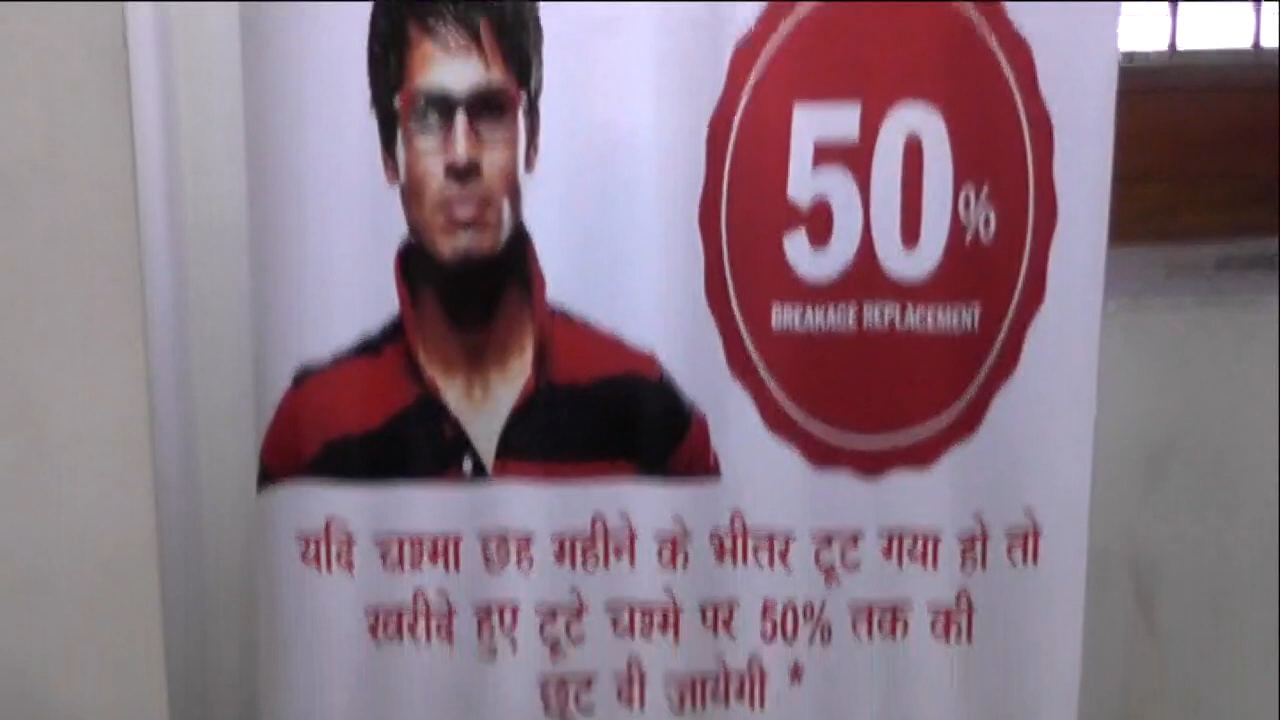 50%
BREAKAGE REPLACEMENT
यदि चश्मा छह महीने के भीतर टूट गया हो तो
खरीदे हुए टूटे चश्मे पर 50% तक की
छूट दी जायेगी *